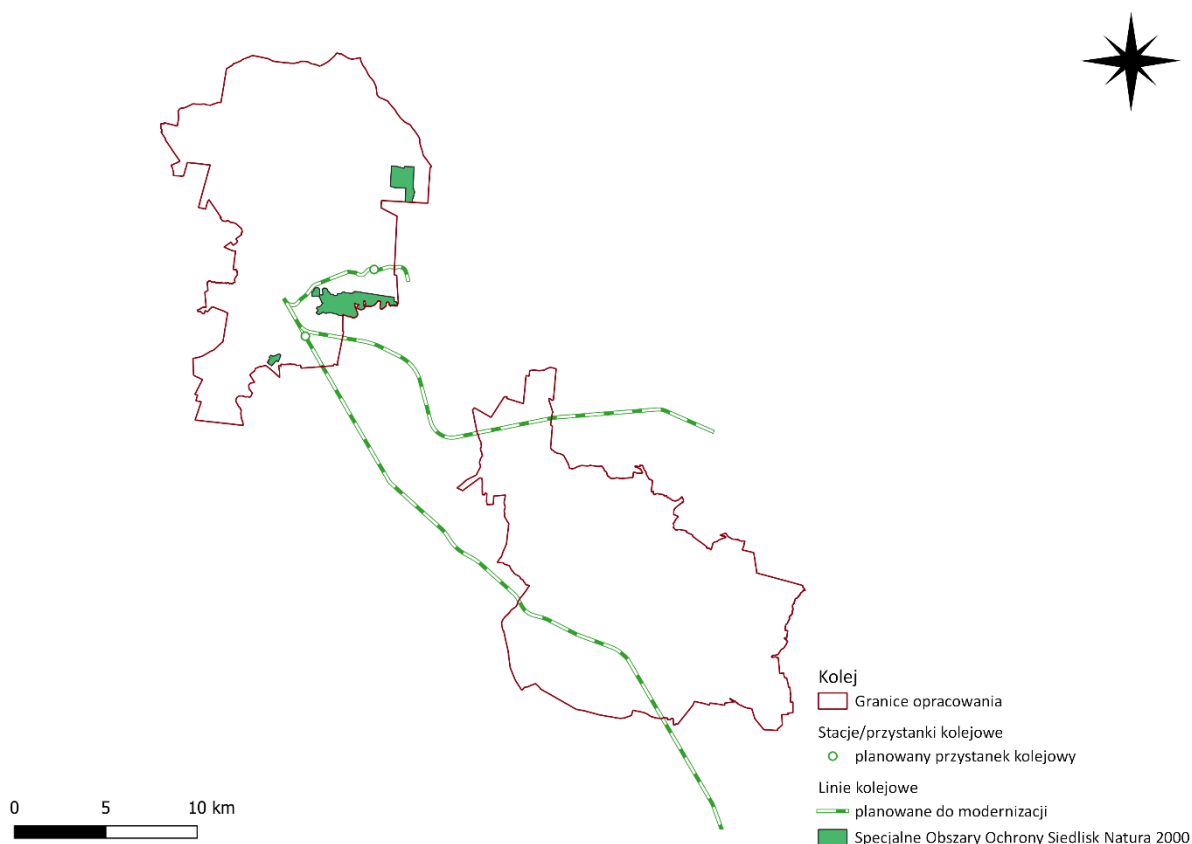 Kolej
Granice opracowania
Stacje/przystanki kolejowe
planowany przystanek kolejowy
Linie kolejowe
planowane do modernizacji
Specjalne Obszary Ochrony Siedlisk Natura 2000
0 5 10 km